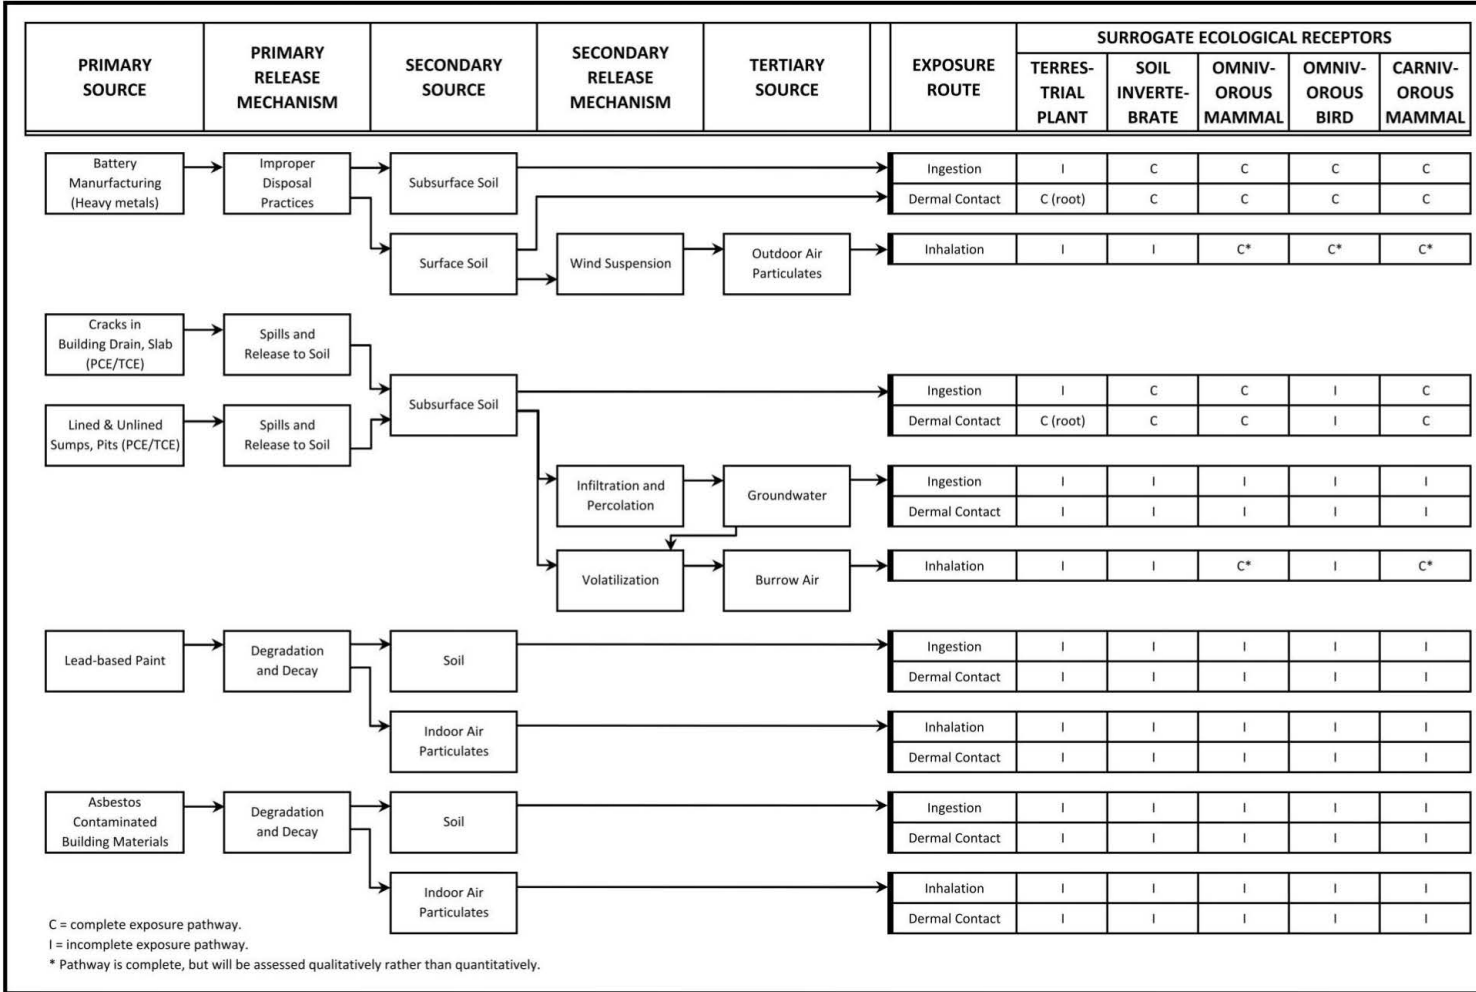 PRIMARY
SOURCE
PRIMARY
RELEASE
MECHANISM
SECONDARY
SOURCE
SECONDARY
RELEASE
MECHANISM
TERTIARY
SOURCE
EXPOSURE
ROUTE
SURROGATE ECOLOGICAL RECEPTORS
TERRES-
TRIAL
PLANT
SOIL
INVERTE-
BRATE
OMNIV-
OROUS
MAMMAL
OMNIV-
OROUS
BIRD
CARNIV-
OROUS
MAMMAL
Battery
Manurfacturing
(Heavy metals)
Improper
Disposal
Practices
Subsurface Soil
Ingestion I C C C C
Dermal Contact C (root) C C C C
Surface Soil
Wind Suspension
Outdoor Air
Particulates
Inhalation I I C* C* C*
Cracks in
Building Drain, Slab
(PCE/TCE)
Spills and
Release to Soil
Lined & Unlined
Sumps, Pits (PCE/TCE)
Spills and
Release to Soil
Subsurface Soil
Ingestion I C C I C
Dermal Contact C (root) C C I C
Infiltration and
Percolation
Groundwater
Ingestion I I I I I
Dermal Contact I I I I I
Volatilization
Burrow Air
Inhalation I I C* I C*
Lead-based Paint
Degradation
and Decay
Soil
Ingestion I I I I I
Dermal Contact I I I I I
Indoor Air
Particulates
Inhalation I I I I I
Dermal Contact I I I I I
Asbestos
Contaminated
Building Materials
Degradation
and Decay
Soil
Ingestion I I I I I
Dermal Contact I I I I I
Indoor Air
Particulates
Inhalation I I I I I
Dermal Contact I I I I I
C = complete exposure pathway.
I = incomplete exposure pathway.
* Pathway is complete, but will be assessed qualitatively rather than quantitatively.